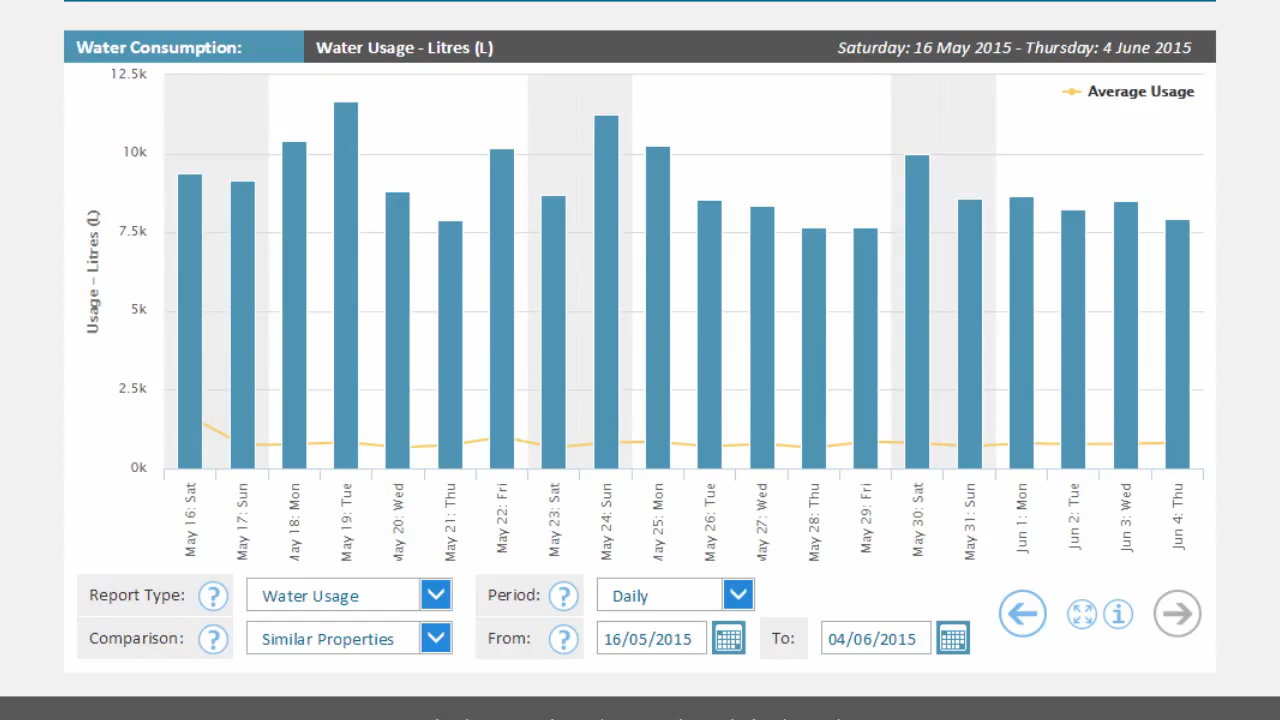 Water Consumption: Water Usage - Litres (L) Saturday: 16 May 2015 - Thursday: 4 June 2015
12.5k
Average Usage
10k
7.5k
5k
2.5k
0k
Usage – Litres (L)
May 16: Sat
May 17: Sun
May 18: Mon
May 19: Tue
May 20: Wed
May 21: Thu
May 22: Fri
May 23: Sat
May 24: Sun
May 25: Mon
May 26: Tue
May 27: Wed
May 28: Thu
May 29: Fri
May 30: Sat
May 31: Sun
Jun 1: Mon
Jun 2: Tue
Jun 3: Wed
Jun 4: Thu
Report Type: ? Water Usage Period: ? Daily
Comparison: ? Similar Properties From: ? 16/05/2015 To: 04/06/2015